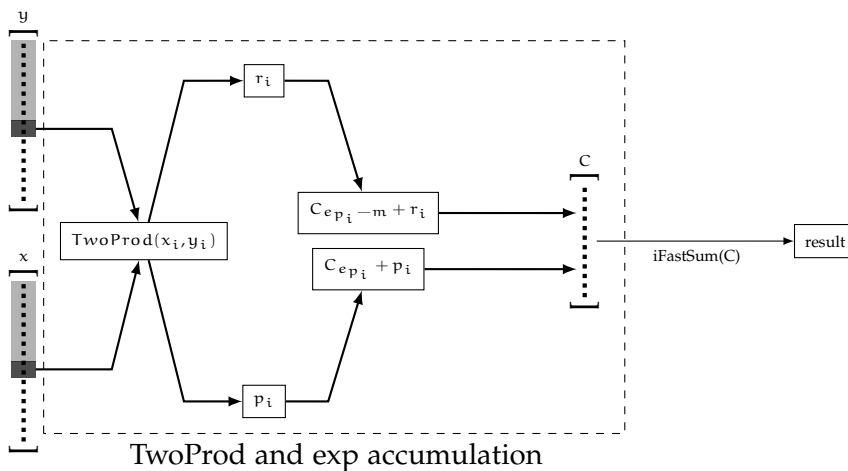 y
r_i
C
C_{e_{p_i}-m} + r_i
TwoProd(x_i, y_i)
result
x
C_{e_{p_i}} + p_i
iFastSum(C)
p_i
TwoProd and exp accumulation